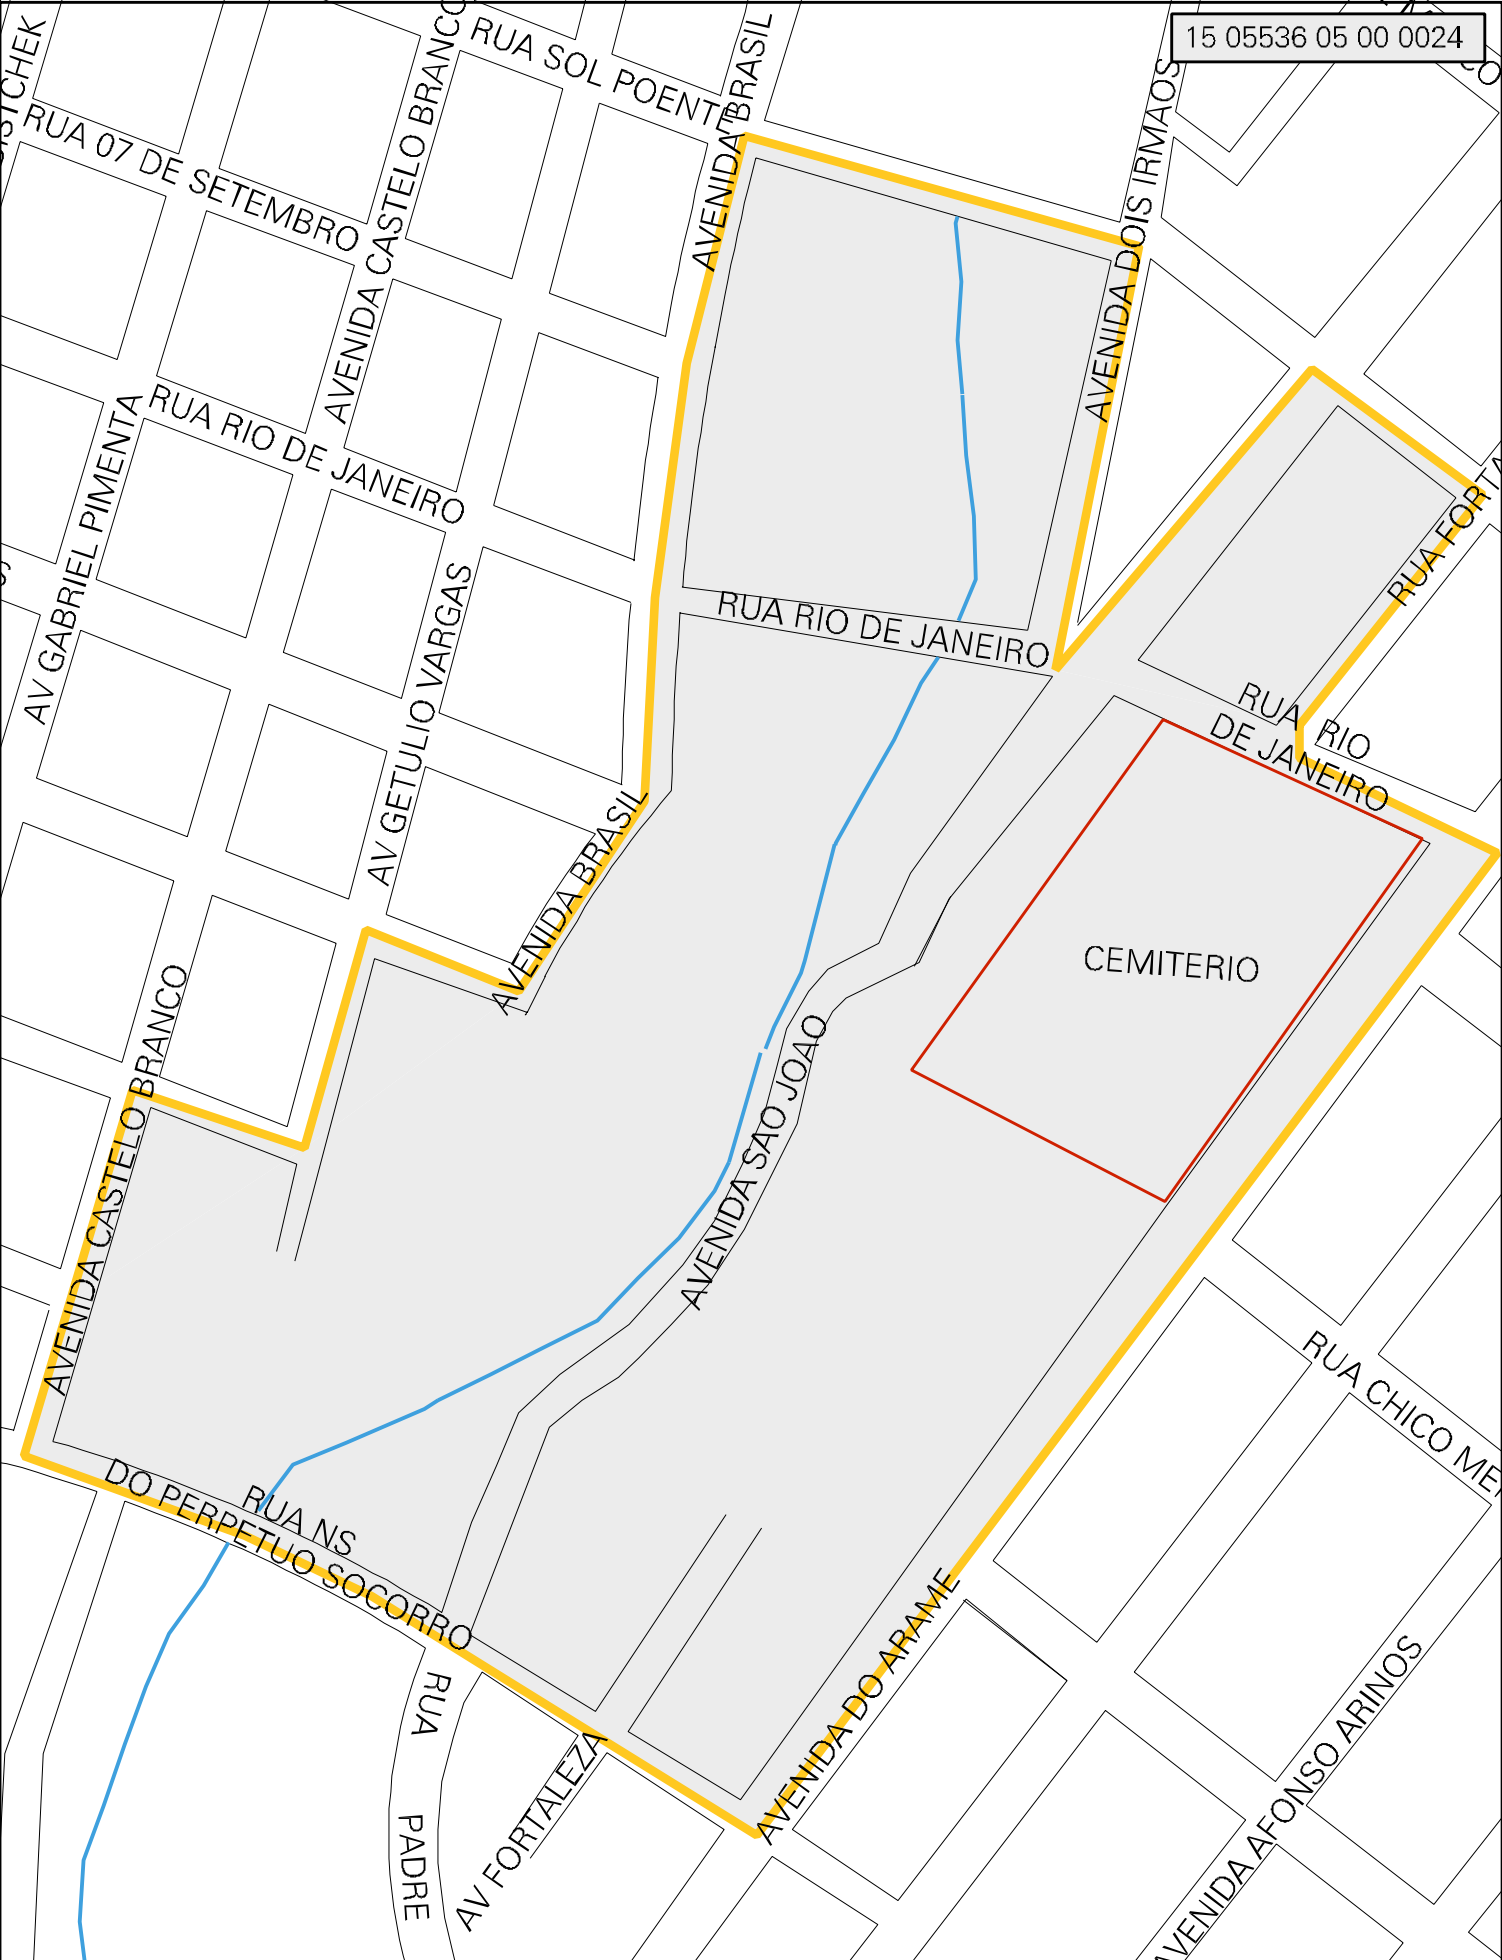 15 05536 05 00 0024
RUA SOL POENTE
AVENIDA BRASIL
AVENIDA CASTELO BRANCO
RUA 07 DE SETEMBRO
AVENIDA DOIS IRMAOS
RUA RIO DE JANEIRO
AV GABRIEL PIMENTA
AV GETULIO VARGAS
RUA RIO DE JANEIRO
RUA RIO
DE JANEIRO
AVENIDA BRASIL
CEMITERIO
AVENIDA CASTELO BRANCO
AVENIDA SAO JOAO
RUA NS
DO PERPETUO SOCORRO
RUA PADRE
AV FORTALEZA
AVENIDA DO ARAME
AVENIDA AFONSO ARINOS
RUA CHICO ME
RUA FORTA